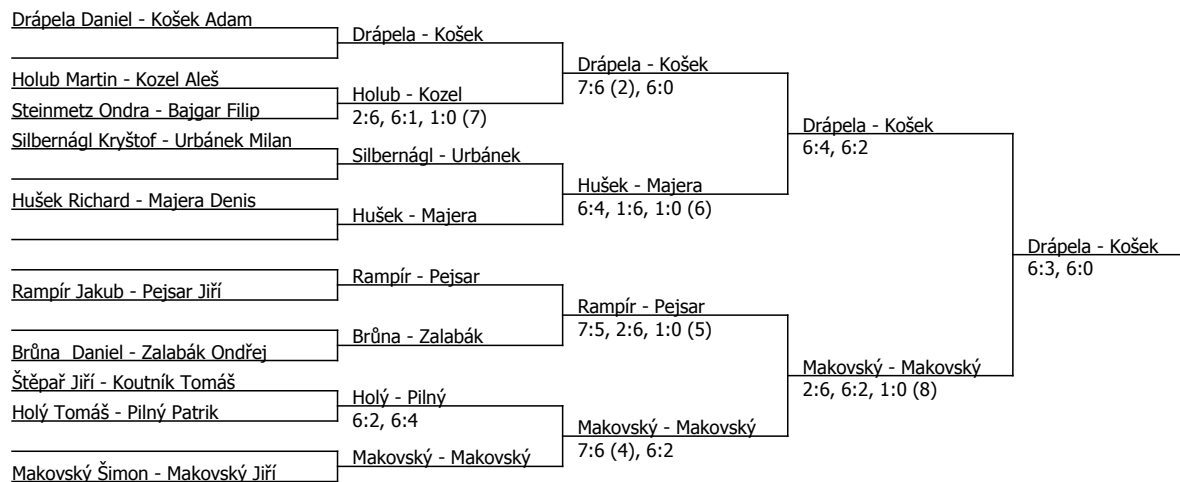 Drápela Daniel - Košek Adam
Holub Martin - Kozel Aleš
Steinmetz Ondra - Bajgar Filip
Silbernágl Kryštof - Urbánek Milan
Hušek Richard - Majera Denis
Rampír Jakub - Pejsar Jiří
Brůna  Daniel - Zalabák Ondřej
Štěpař Jiří - Koutník Tomáš
Holý Tomáš - Pilný Patrik
Makovský Šimon - Makovský Jiří
Drápela - Košek
Holub - Kozel
2:6, 6:1, 1:0 (7)
Silbernágl - Urbánek
Hušek - Majera
Rampír - Pejsar
Brůna - Zalabák
Holý - Pilný
6:2, 6:4
Makovský - Makovský
Drápela - Košek
7:6 (2), 6:0
Hušek - Majera
6:4, 1:6, 1:0 (6)
Rampír - Pejsar
7:5, 2:6, 1:0 (5)
Makovský - Makovský
7:6 (4), 6:2
Drápela - Košek
6:4, 6:2
Makovský - Makovský
2:6, 6:2, 1:0 (8)
Drápela - Košek
6:3, 6:0